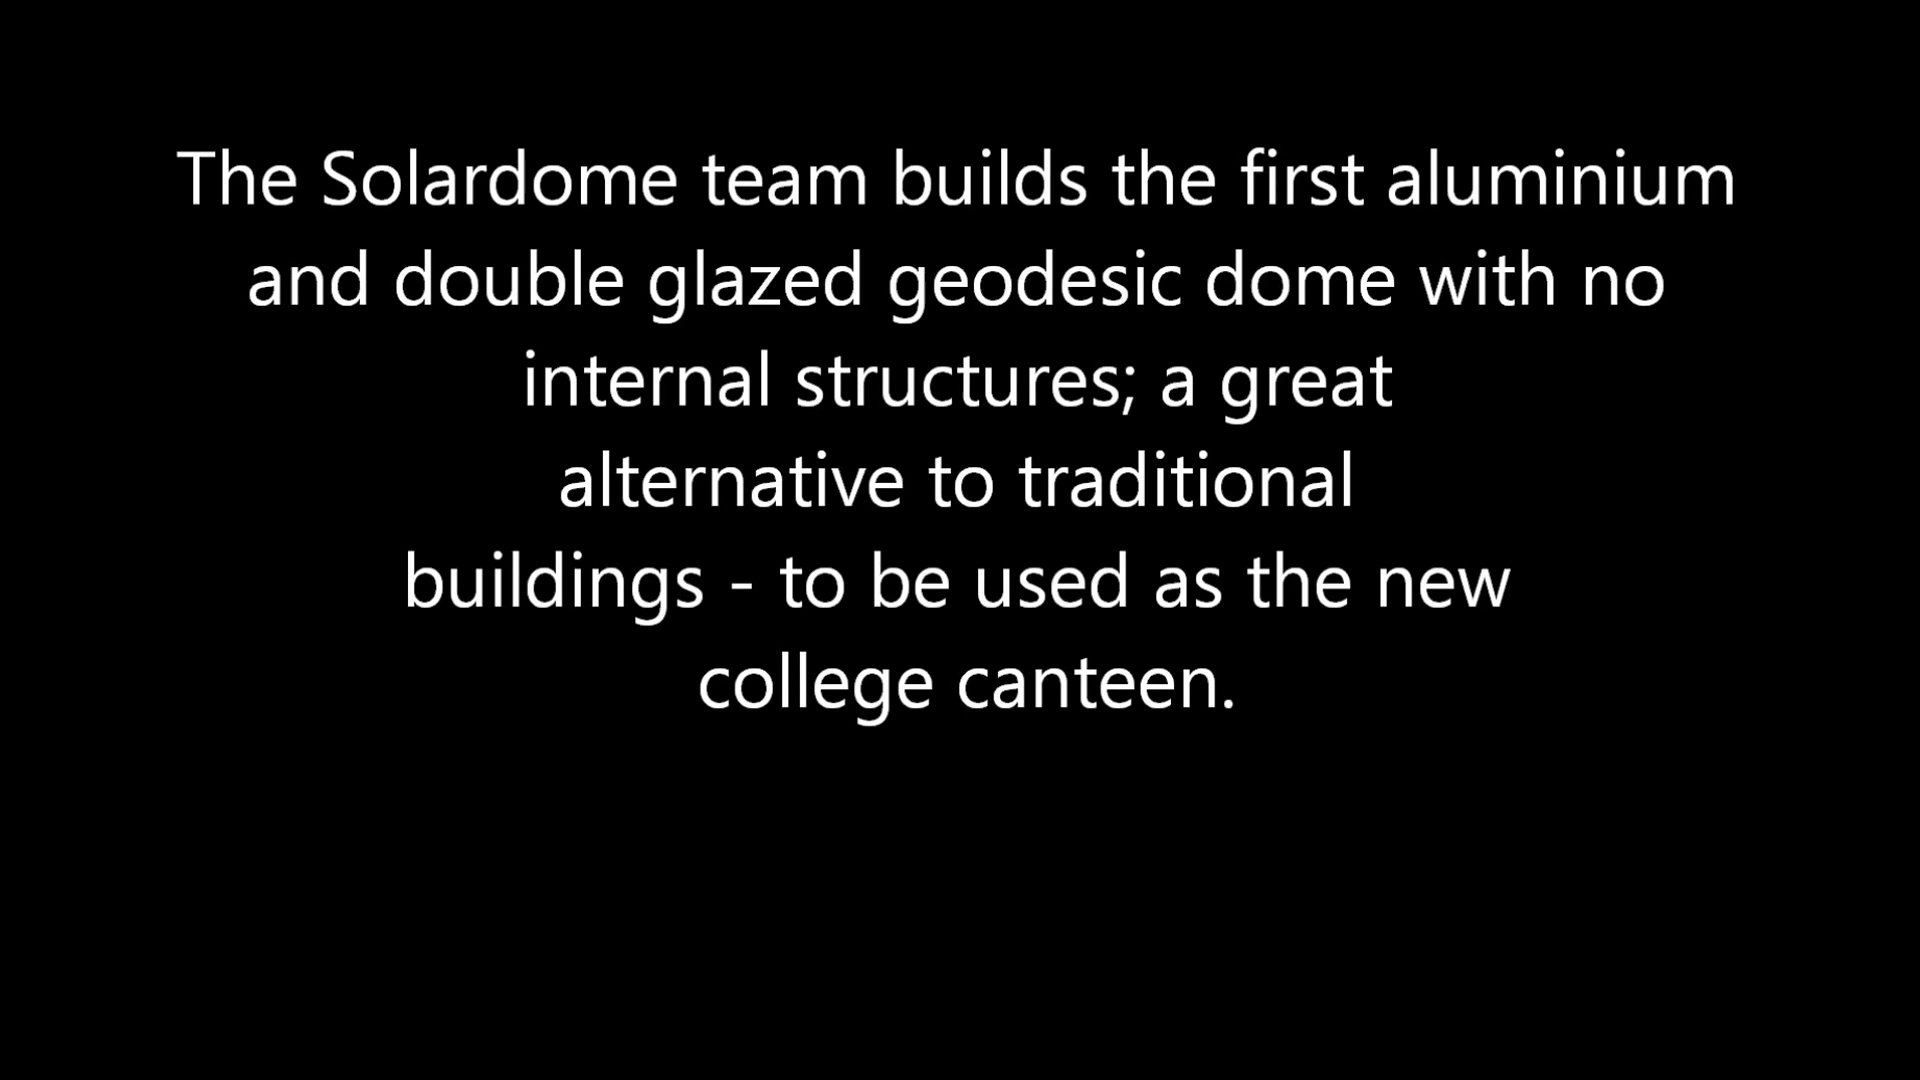 The Solardome team builds the first aluminium
and double glazed geodesic dome with no
internal structures; a great
alternative to traditional
buildings - to be used as the new
college canteen.